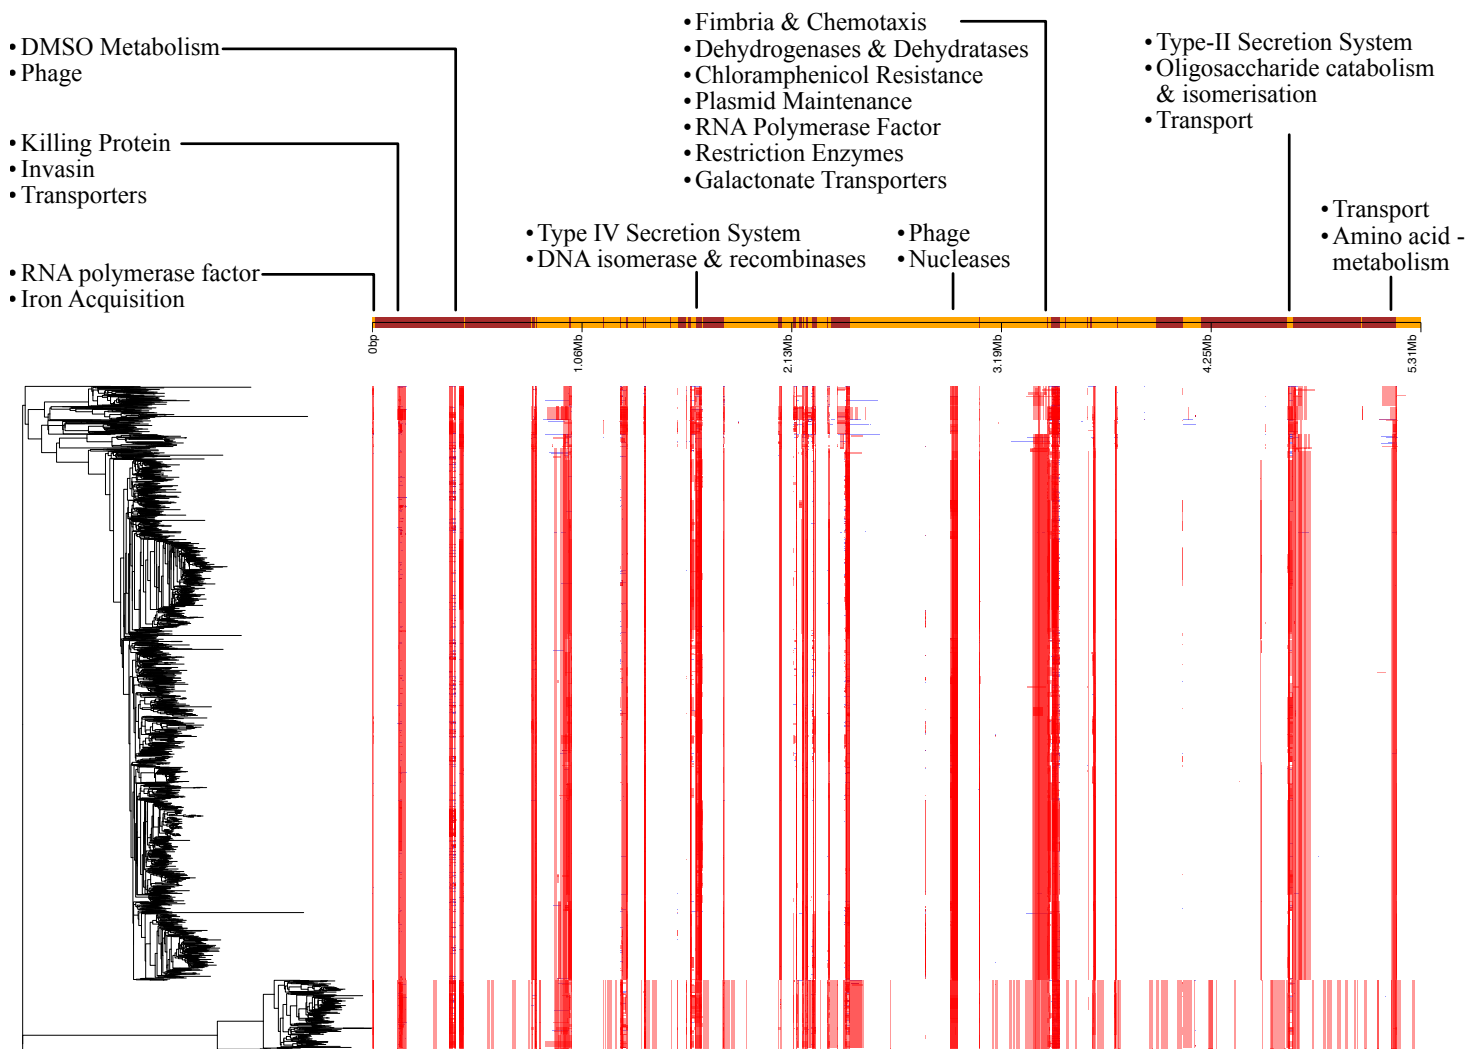 • DMSO Metabolism
• Phage
• Killing Protein
• Invasin
• Transporters
• RNA polymerase factor
• Iron Acquisition
• Type IV Secretion System
• DNA isomerase & recombinases
• Fimbria & Chemotaxis
• Dehydrogenases & Dehydratases
• Chloramphenicol Resistance
• Plasmid Maintenance
• RNA Polymerase Factor
• Restriction Enzymes
• Galactonate Transporters
• Phage
• Nucleases
• Type-II Secretion System
• Oligosaccharide catabolism
& isomerisation
• Transport
• Transport
• Amino acid -
metabolism
0bp
1.06Mb
2.13Mb
3.19Mb
4.25Mb
5.31Mb